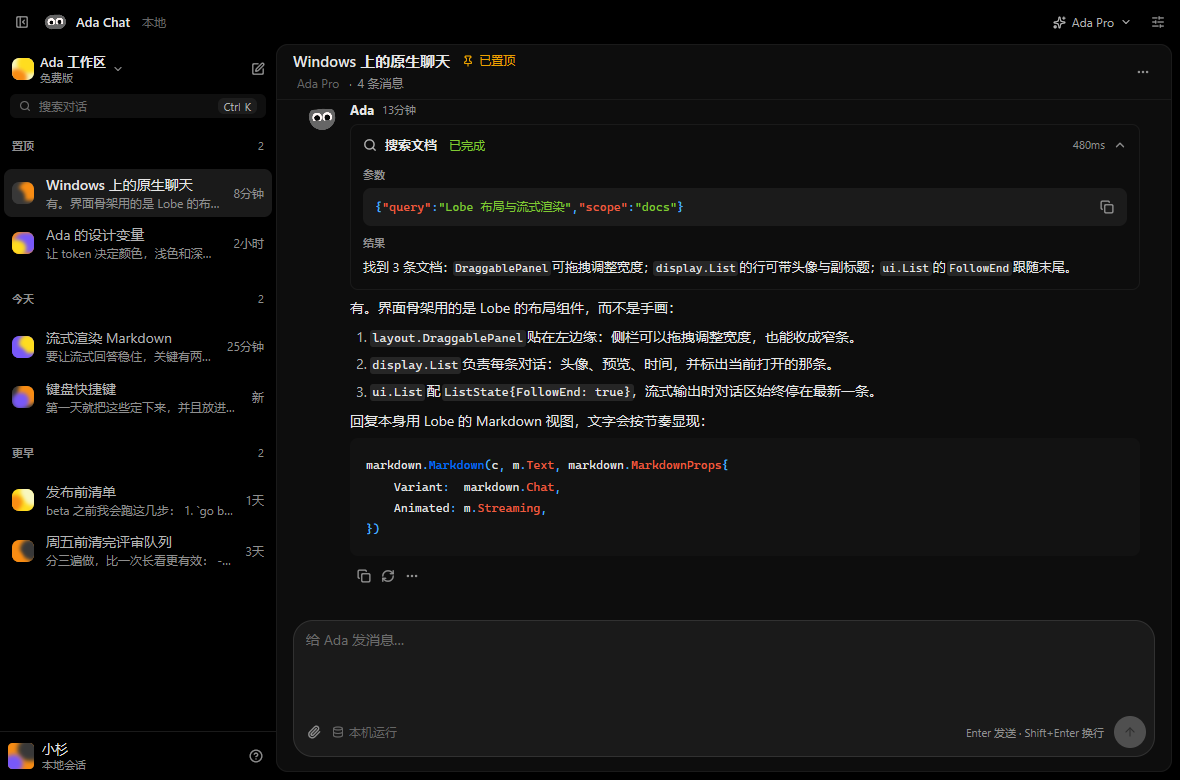 Ada Chat 本地
Ada Pro
Ada 工作区
免费版
搜索对话 Ctrl K
置顶 2
Windows 上的原生聊天
有。界面骨架用的是 Lobe 的布... 8分钟
Ada 的设计变量
让 token 决定颜色，浅色和深... 2小时
今天 2
流式渲染 Markdown
要让流式回答稳住，关键有两... 25分钟
键盘快捷键
第一天就把这些定下来，并且放进... 新
更早 2
发布前清单
beta 之前我会跑这几步： 1. `go b... 1天
周五前清完评审队列
分三遍做，比一次长看更有效： -... 3天
小杉
本地会话
Windows 上的原生聊天 已置顶
Ada Pro · 4 条消息
Ada 13分钟
搜索文档 已完成 480ms
参数
{"query":"Lobe 布局与流式渲染","scope":"docs"}
结果
找到 3 条文档：DraggablePanel 可拖拽调整宽度；display.List 的行可带头像与副标题；ui.List 的 FollowEnd 跟随末尾。
有。界面骨架用的是 Lobe 的布局组件，而不是手画：
1. layout.DraggablePanel 贴在左边缘：侧栏可以拖拽调整宽度，也能收成窄条。
2. display.List 负责每条对话：头像、预览、时间，并标出当前打开的那条。
3. ui.List 配 ListState{FollowEnd: true}，流式输出时对话区始终停在最新一条。
回复本身用 Lobe 的 Markdown 视图，文字会按节奏显现：
markdown.Markdown(c, m.Text, markdown.MarkdownProps{
Variant: markdown.Chat,
Animated: m.Streaming,
})
给 Ada 发消息...
本机运行 Enter 发送 · Shift+Enter 换行